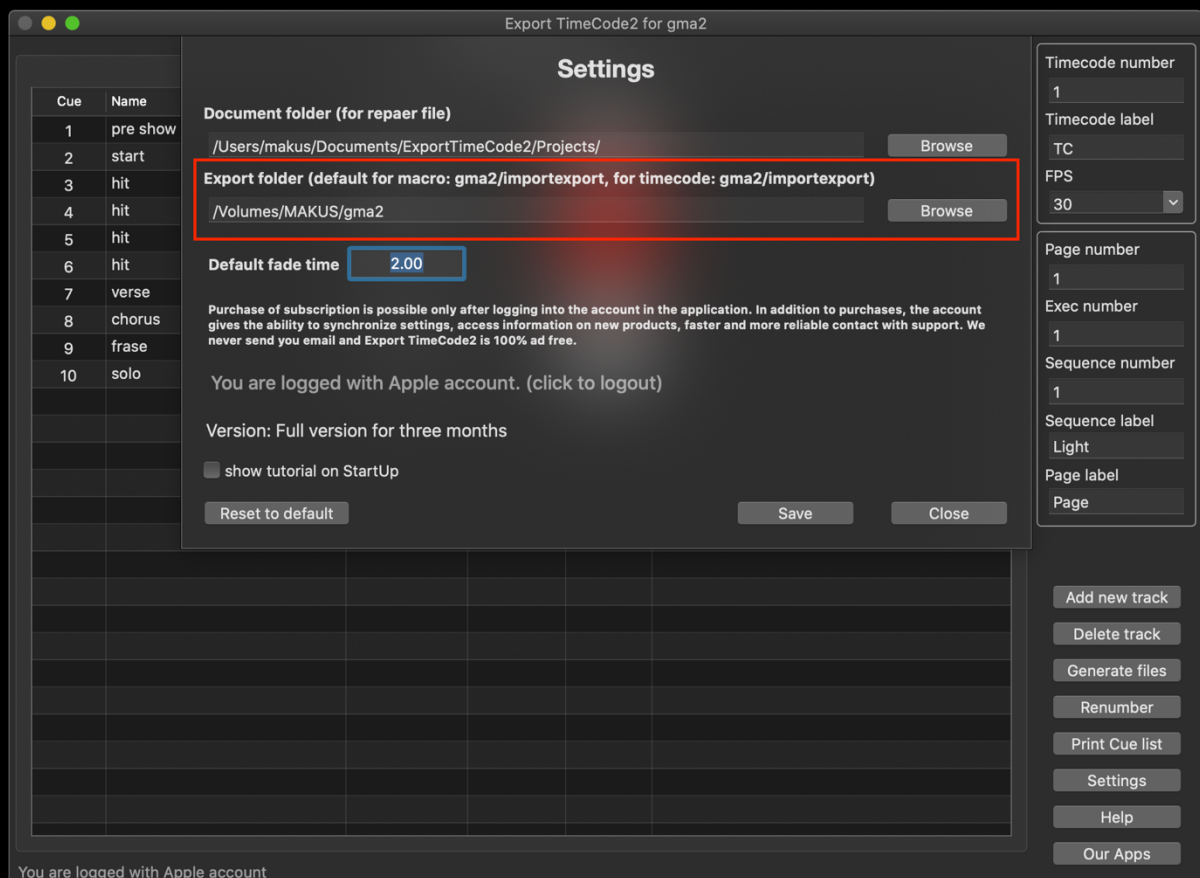 Export TimeCode2 for gma2
Settings
Document folder (for repaer file)
/Users/makus/Documents/ExportTimeCode2/Projects/
Browse
Export folder (default for macro: gma2/importexport, for timecode: gma2/importexport)
/Volumes/MAKUS/gma2
Browse
Default fade time 2.00
Purchase of subscription is possible only after logging into the account in the application. In addition to purchases, the account
gives the ability to synchronize settings, access information on new products, faster and more reliable contact with support. We
never send you email and Export TimeCode2 is 100% ad free.
You are logged with Apple account. (click to logout)
Version: Full version for three months
show tutorial on StartUp
Reset to default
Save
Close
Cue Name
1 pre show
2 start
3 hit
4 hit
5 hit
6 hit
7 verse
8 chorus
9 frase
10 solo
Timecode number
1
Timecode label
TC
FPS
30
Page number
1
Exec number
1
Sequence number
1
Sequence label
Light
Page label
Page
Add new track
Delete track
Generate files
Renumber
Print Cue list
Settings
Help
Our Apps
You are logged with Apple account